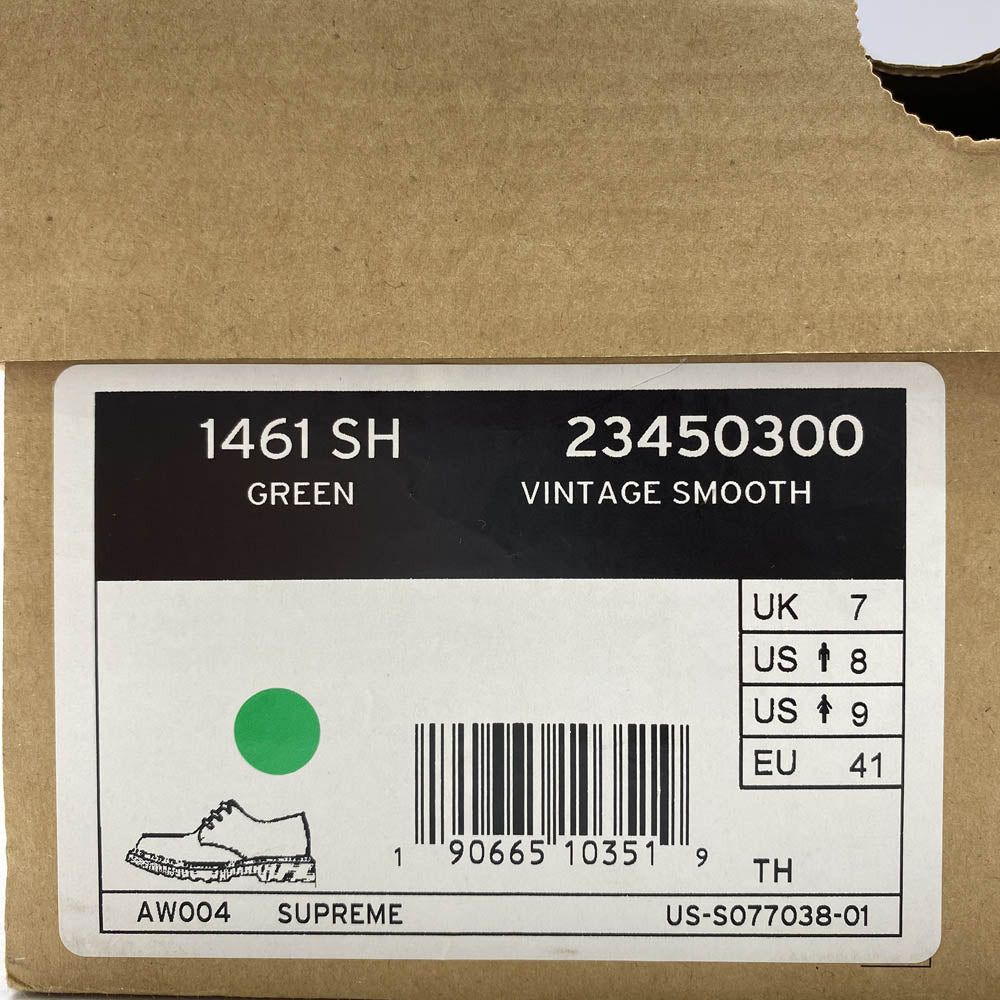 1461 SH 23450300
GREEN VINTAGE SMOOTH
UK 7
US 8
US 9
EU 41
1 90665 10351 9
TH
AW004 SUPREME US-S077038-01